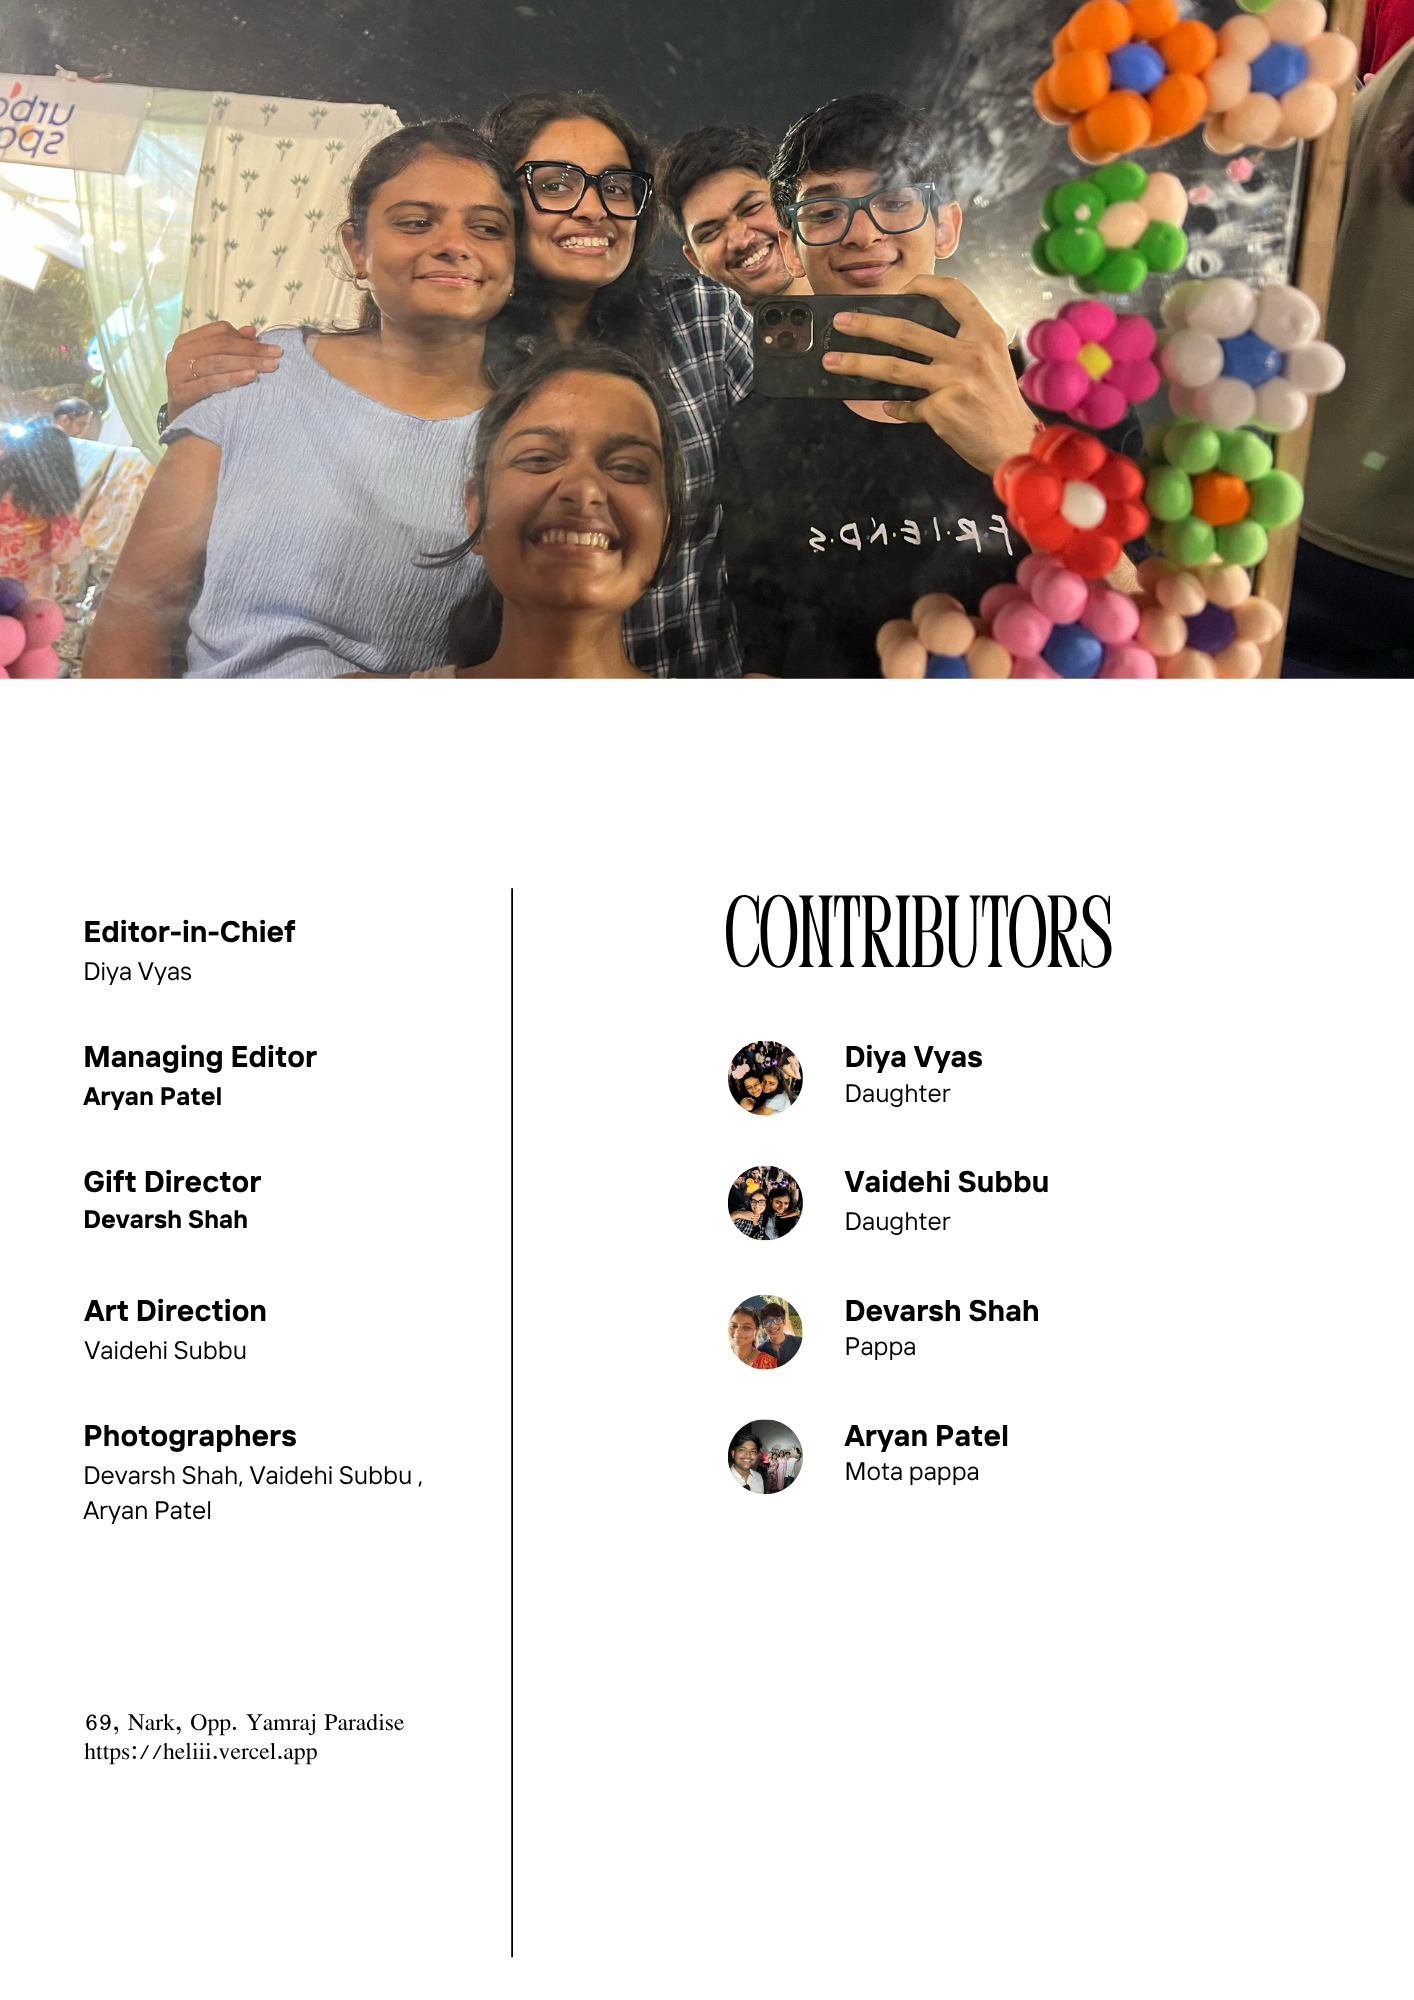 urba
spa
F·R·I·E·N·D·S
Editor-in-Chief
Diya Vyas
Managing Editor
Aryan Patel
Gift Director
Devarsh Shah
Art Direction
Vaidehi Subbu
Photographers
Devarsh Shah, Vaidehi Subbu ,
Aryan Patel
69, Nark, Opp. Yamraj Paradise
https://heliii.vercel.app
CONTRIBUTORS
Diya Vyas
Daughter
Vaidehi Subbu
Daughter
Devarsh Shah
Pappa
Aryan Patel
Mota pappa